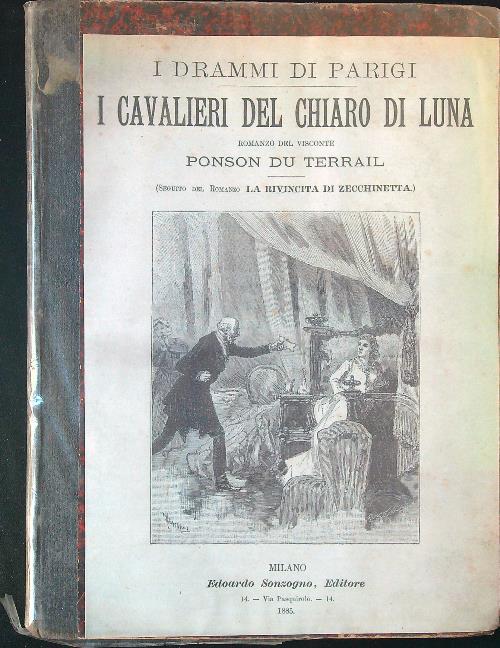 I DRAMMI DI PARIGI
I CAVALIERI DEL CHIARO DI LUNA
ROMANZO DEL VISCONTE
PONSON DU TERRAIL
(Seguito del Romanzo LA RIVINCITA DI ZECCHINETTA.)
MILANO
Edoardo Sonzogno, Editore
14. — Via Pasquirolo. — 14.
1885.